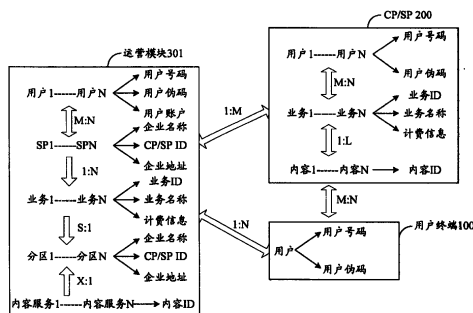 CP/SP 200
运营模块301
用户号码
用户1------用户N
用户伪码
用户账户
M:N
企业名称
SP1-----SPN
CP/SP ID
企业地址
1:N
业务ID
业务1------业务N
业务名称
计费信息
S:1
企业名称
分区1------分区N
CP/SP ID
企业地址
X:1
内容服务1------内容服务N
内容ID
1:M
1:N
用户号码
用户1------用户N
用户伪码
M:N
业务ID
业务1------业务N
业务名称
计费信息
1:L
内容1------内容N
内容ID
M:N
用户终端100
用户号码
用户
用户伪码